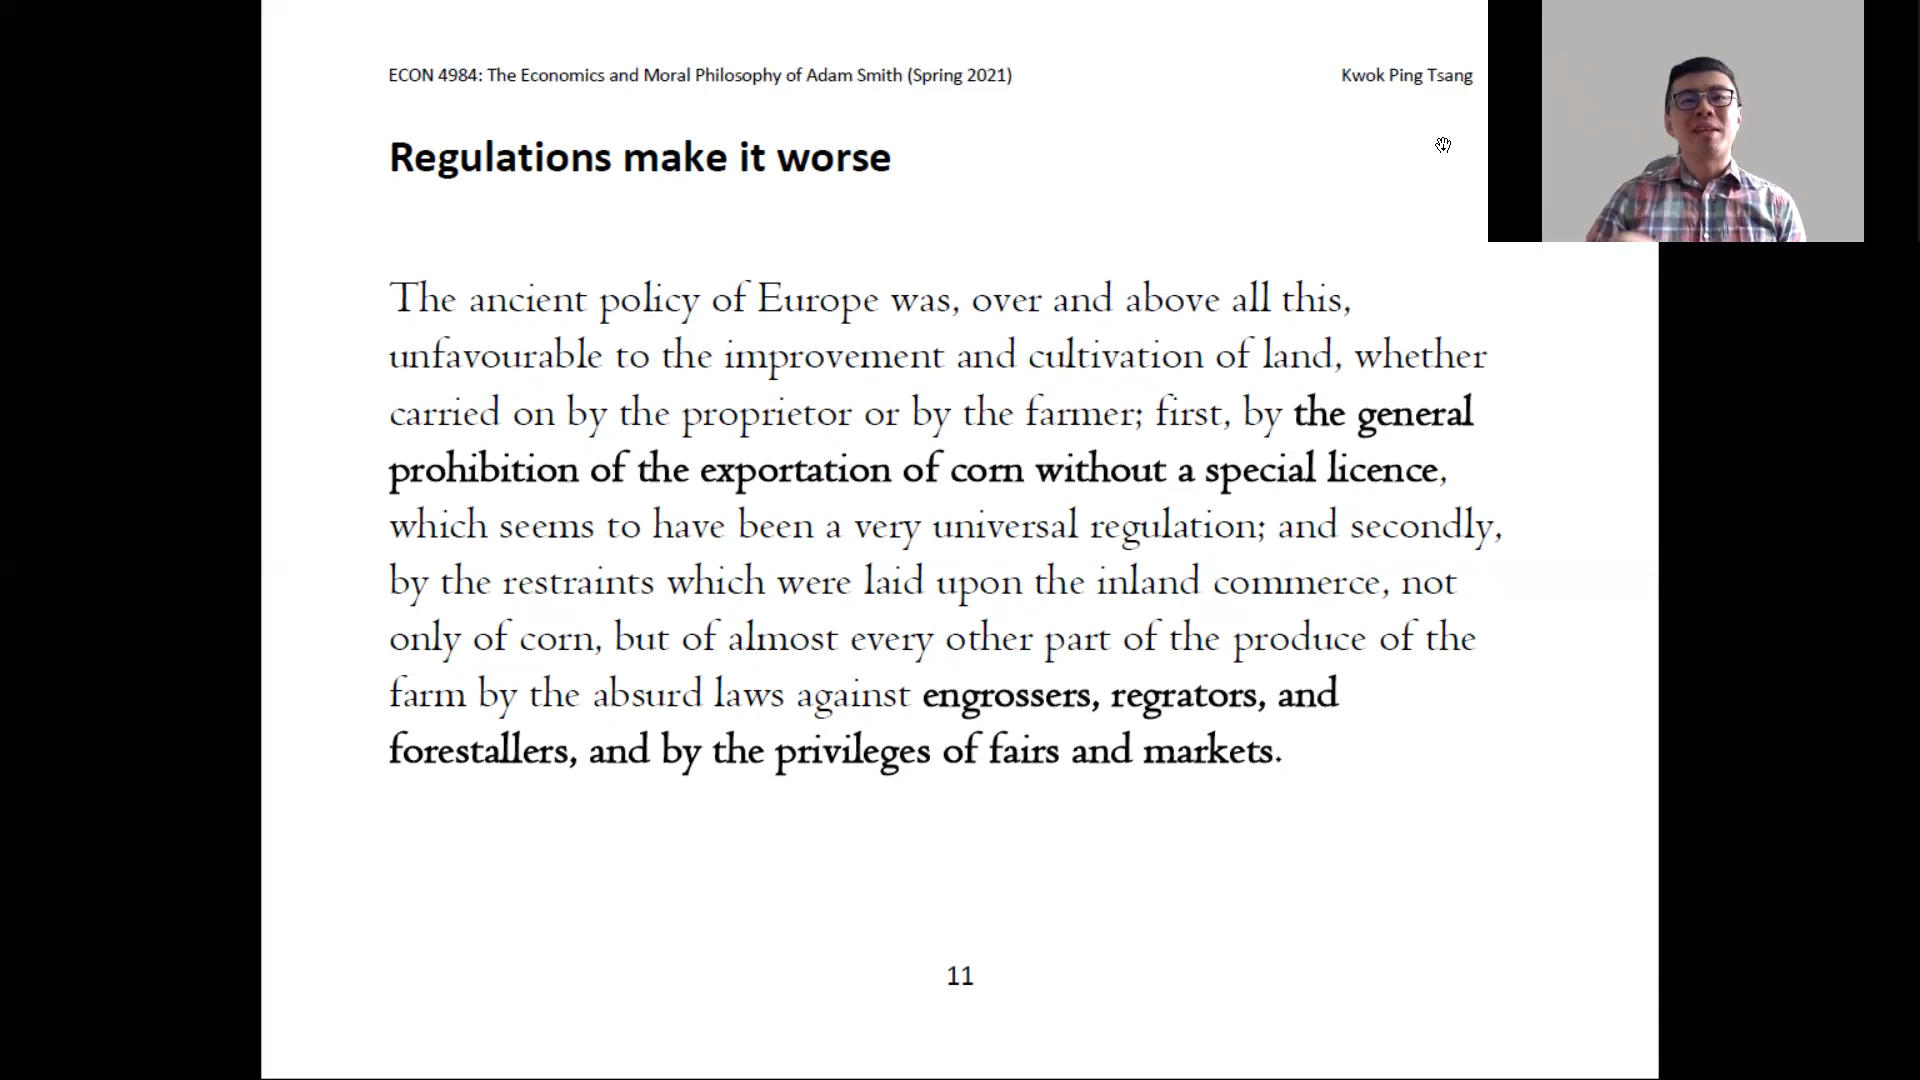 ECON 4984: The Economics and Moral Philosophy of Adam Smith (Spring 2021)
Kwok Ping Tsang
Regulations make it worse
The ancient policy of Europe was, over and above all this,
unfavourable to the improvement and cultivation of land, whether
carried on by the proprietor or by the farmer; first, by the general
prohibition of the exportation of corn without a special licence,
which seems to have been a very universal regulation; and secondly,
by the restraints which were laid upon the inland commerce, not
only of corn, but of almost every other part of the produce of the
farm by the absurd laws against engrossers, regrators, and
forestallers, and by the privileges of fairs and markets.
11